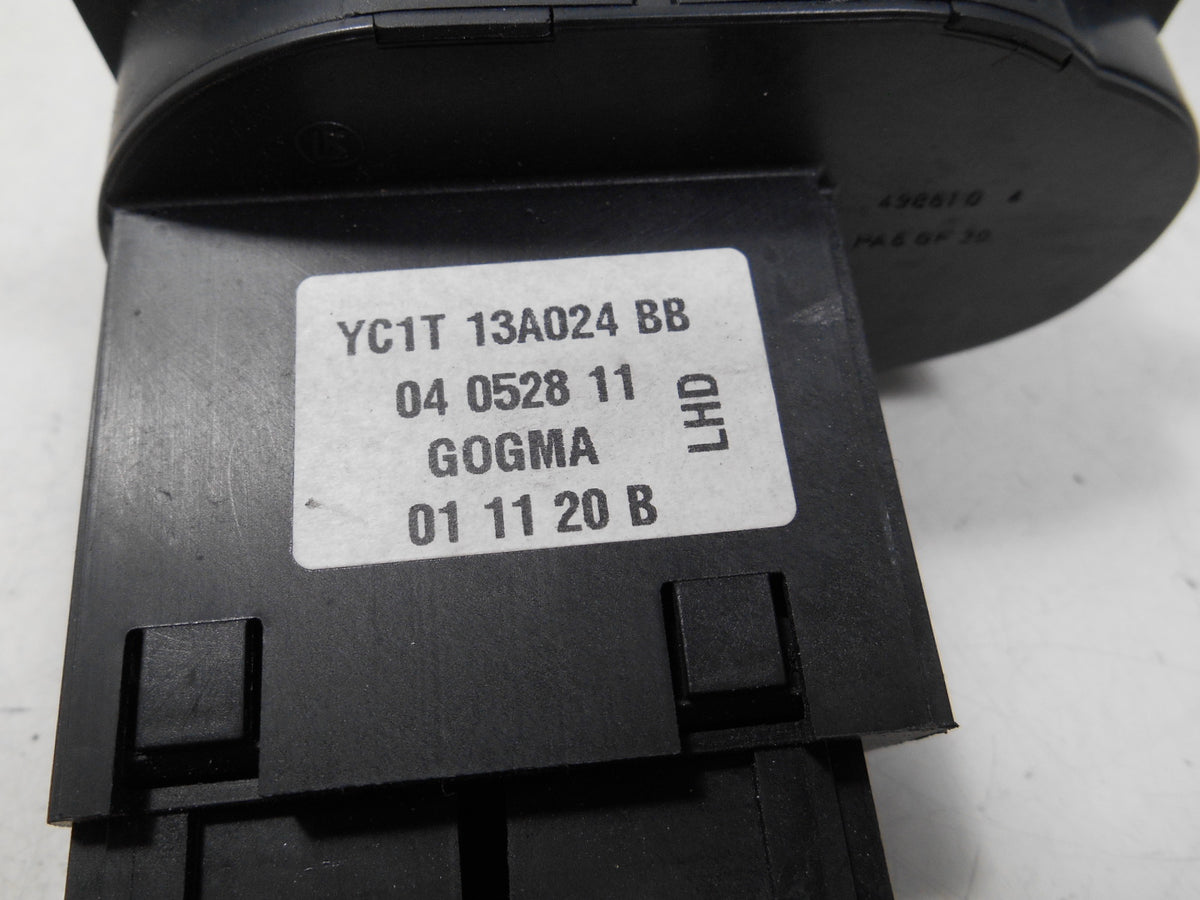 YC1T 13A024 BB
04 0528 11
GOGMA
01 11 20 B
LHD